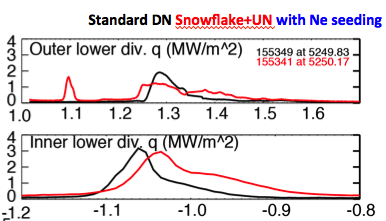 Standard DN Snowflake+UN with Ne seeding
4
Outer lower div. q (MW/m^2)
155349 at 5249.83
3
155341 at 5250.17
2
1
0
1.0 1.1 1.2 1.3 1.4 1.5 1.6
4
Inner lower div. q (MW/m^2)
3
2
1
0
-1.2 -1.1 -1.0 -0.9 -0.8